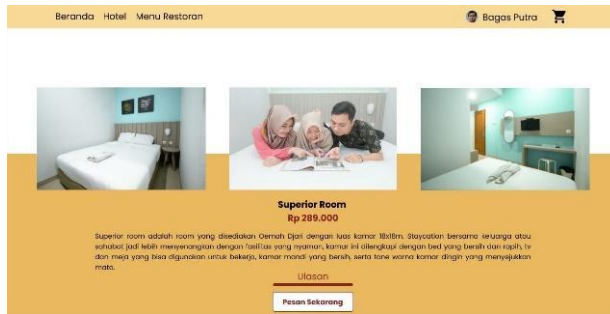 Beranda Hotel Menu Restoran Bagas Putra
Superior Room
Rp 289.000
Superior room adalah room yang disediakan Oemah Djari dengan luas kamar 18x18m. Staycation bersama keluarga atau
sahabat jadi lebih menyenangkan dengan fasilitas yang nyaman, kamar ini dilengkapi dengan bed yang bersih dan rapih, tv
dan meja yang bisa digunakan untuk bekerja, kamar mandi yang bersih, serta tone warna kamar dingin yang menyejukkan
mata.
Ulasan
Pesan Sekarang